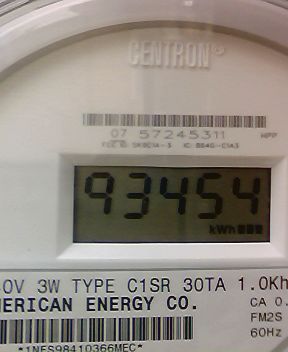 CENTRON®
07 57245311
93454
kWh
0V 3W TYPE C1SR 30TA 1.0Kh
MERICAN ENERGY CO.
CA 0.
FM2S
60Hz
*1NFS98410366MEC*